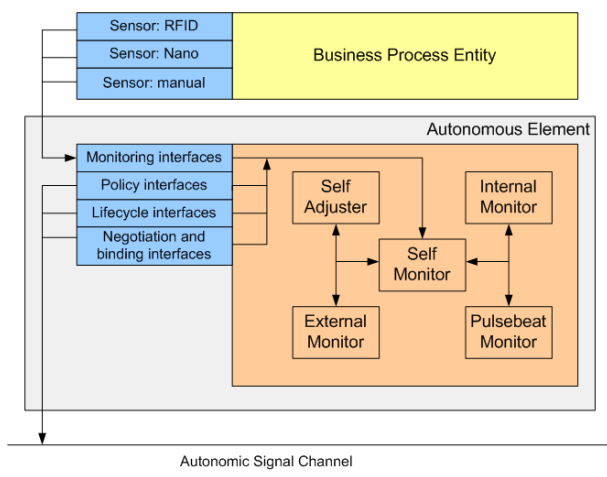 Sensor: RFID
Sensor: Nano
Sensor: manual
Business Process Entity
Autonomous Element
Monitoring interfaces
Policy interfaces
Lifecycle interfaces
Negotiation and
binding interfaces
Self
Adjuster
Internal
Monitor
Self
Monitor
External
Monitor
Pulsebeat
Monitor
Autonomic Signal Channel